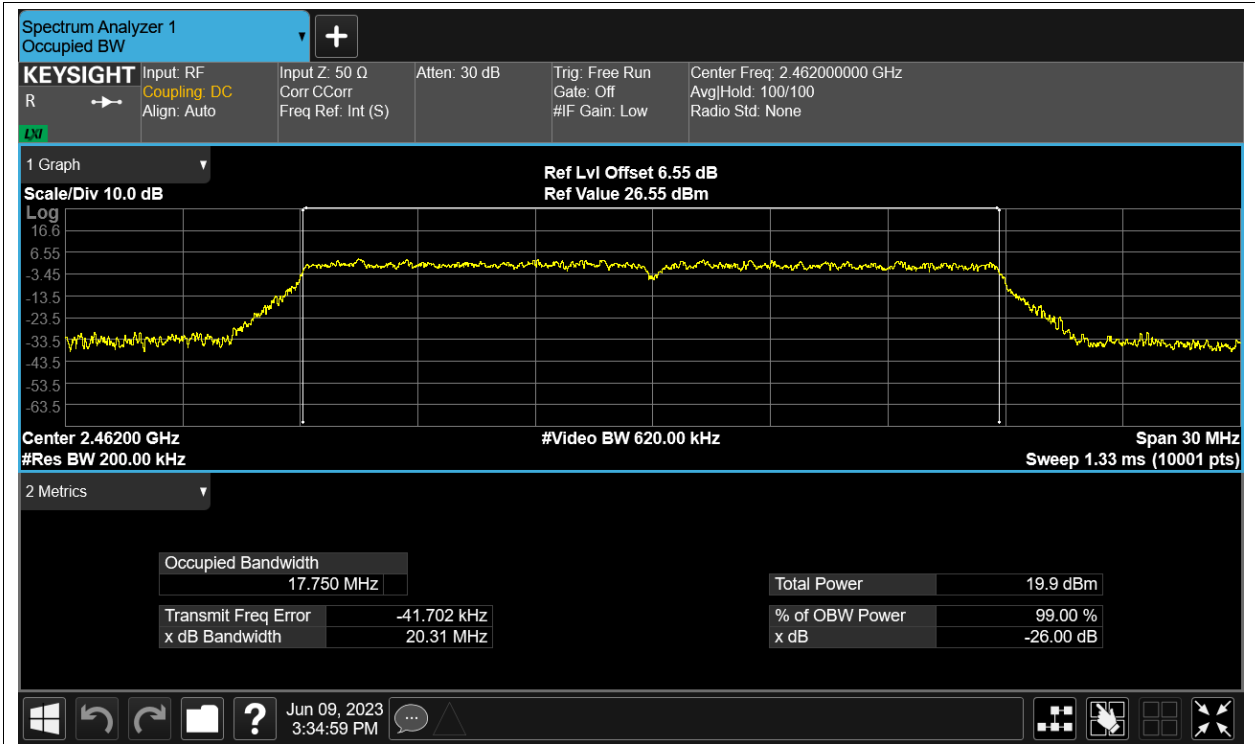 Spectrum Analyzer 1
Occupied BW
KEYSIGHT
R
LXI
Input: RF
Coupling: DC
Align: Auto
Input Z: 50 Ω
Corr CCorr
Freq Ref: Int (S)
Atten: 30 dB
Trig: Free Run
Gate: Off
#IF Gain: Low
Center Freq: 2.462000000 GHz
Avg|Hold: 100/100
Radio Std: None
1 Graph
Scale/Div 10.0 dB
Ref Lvl Offset 6.55 dB
Ref Value 26.55 dBm
Log
16.6
6.55
-3.45
-13.5
-23.5
-33.5
-43.5
-53.5
-63.5
Center 2.46200 GHz
#Res BW 200.00 kHz
#Video BW 620.00 kHz
Span 30 MHz
Sweep 1.33 ms (10001 pts)
2 Metrics
Occupied Bandwidth
17.750 MHz
Transmit Freq Error -41.702 kHz
x dB Bandwidth 20.31 MHz
Total Power 19.9 dBm
% of OBW Power 99.00 %
x dB -26.00 dB
?
Jun 09, 2023
3:34:59 PM